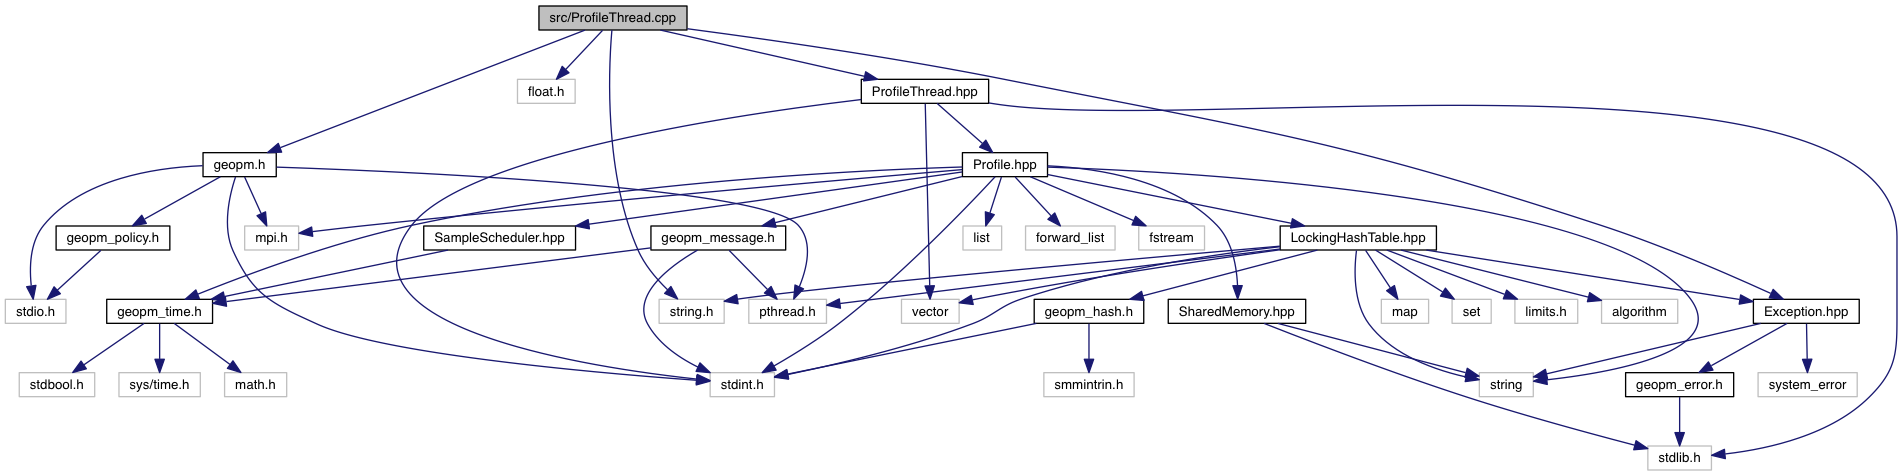 src/ProfileThread.cpp
float.h
ProfileThread.hpp
geopm.h
Profile.hpp
geopm_policy.h
mpi.h
SampleScheduler.hpp
geopm_message.h
list
forward_list
fstream
LockingHashTable.hpp
stdio.h
geopm_time.h
string.h
pthread.h
vector
geopm_hash.h
SharedMemory.hpp
map
set
limits.h
algorithm
Exception.hpp
stdbool.h
sys/time.h
math.h
stdint.h
smmintrin.h
string
geopm_error.h
system_error
stdlib.h